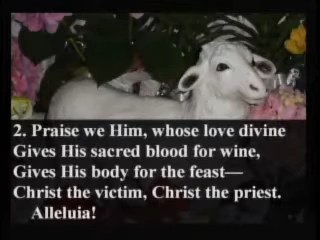 2. Praise we Him, whose love divine
Gives His sacred blood for wine,
Gives His body for the feast—
Christ the victim, Christ the priest.
Alleluia!